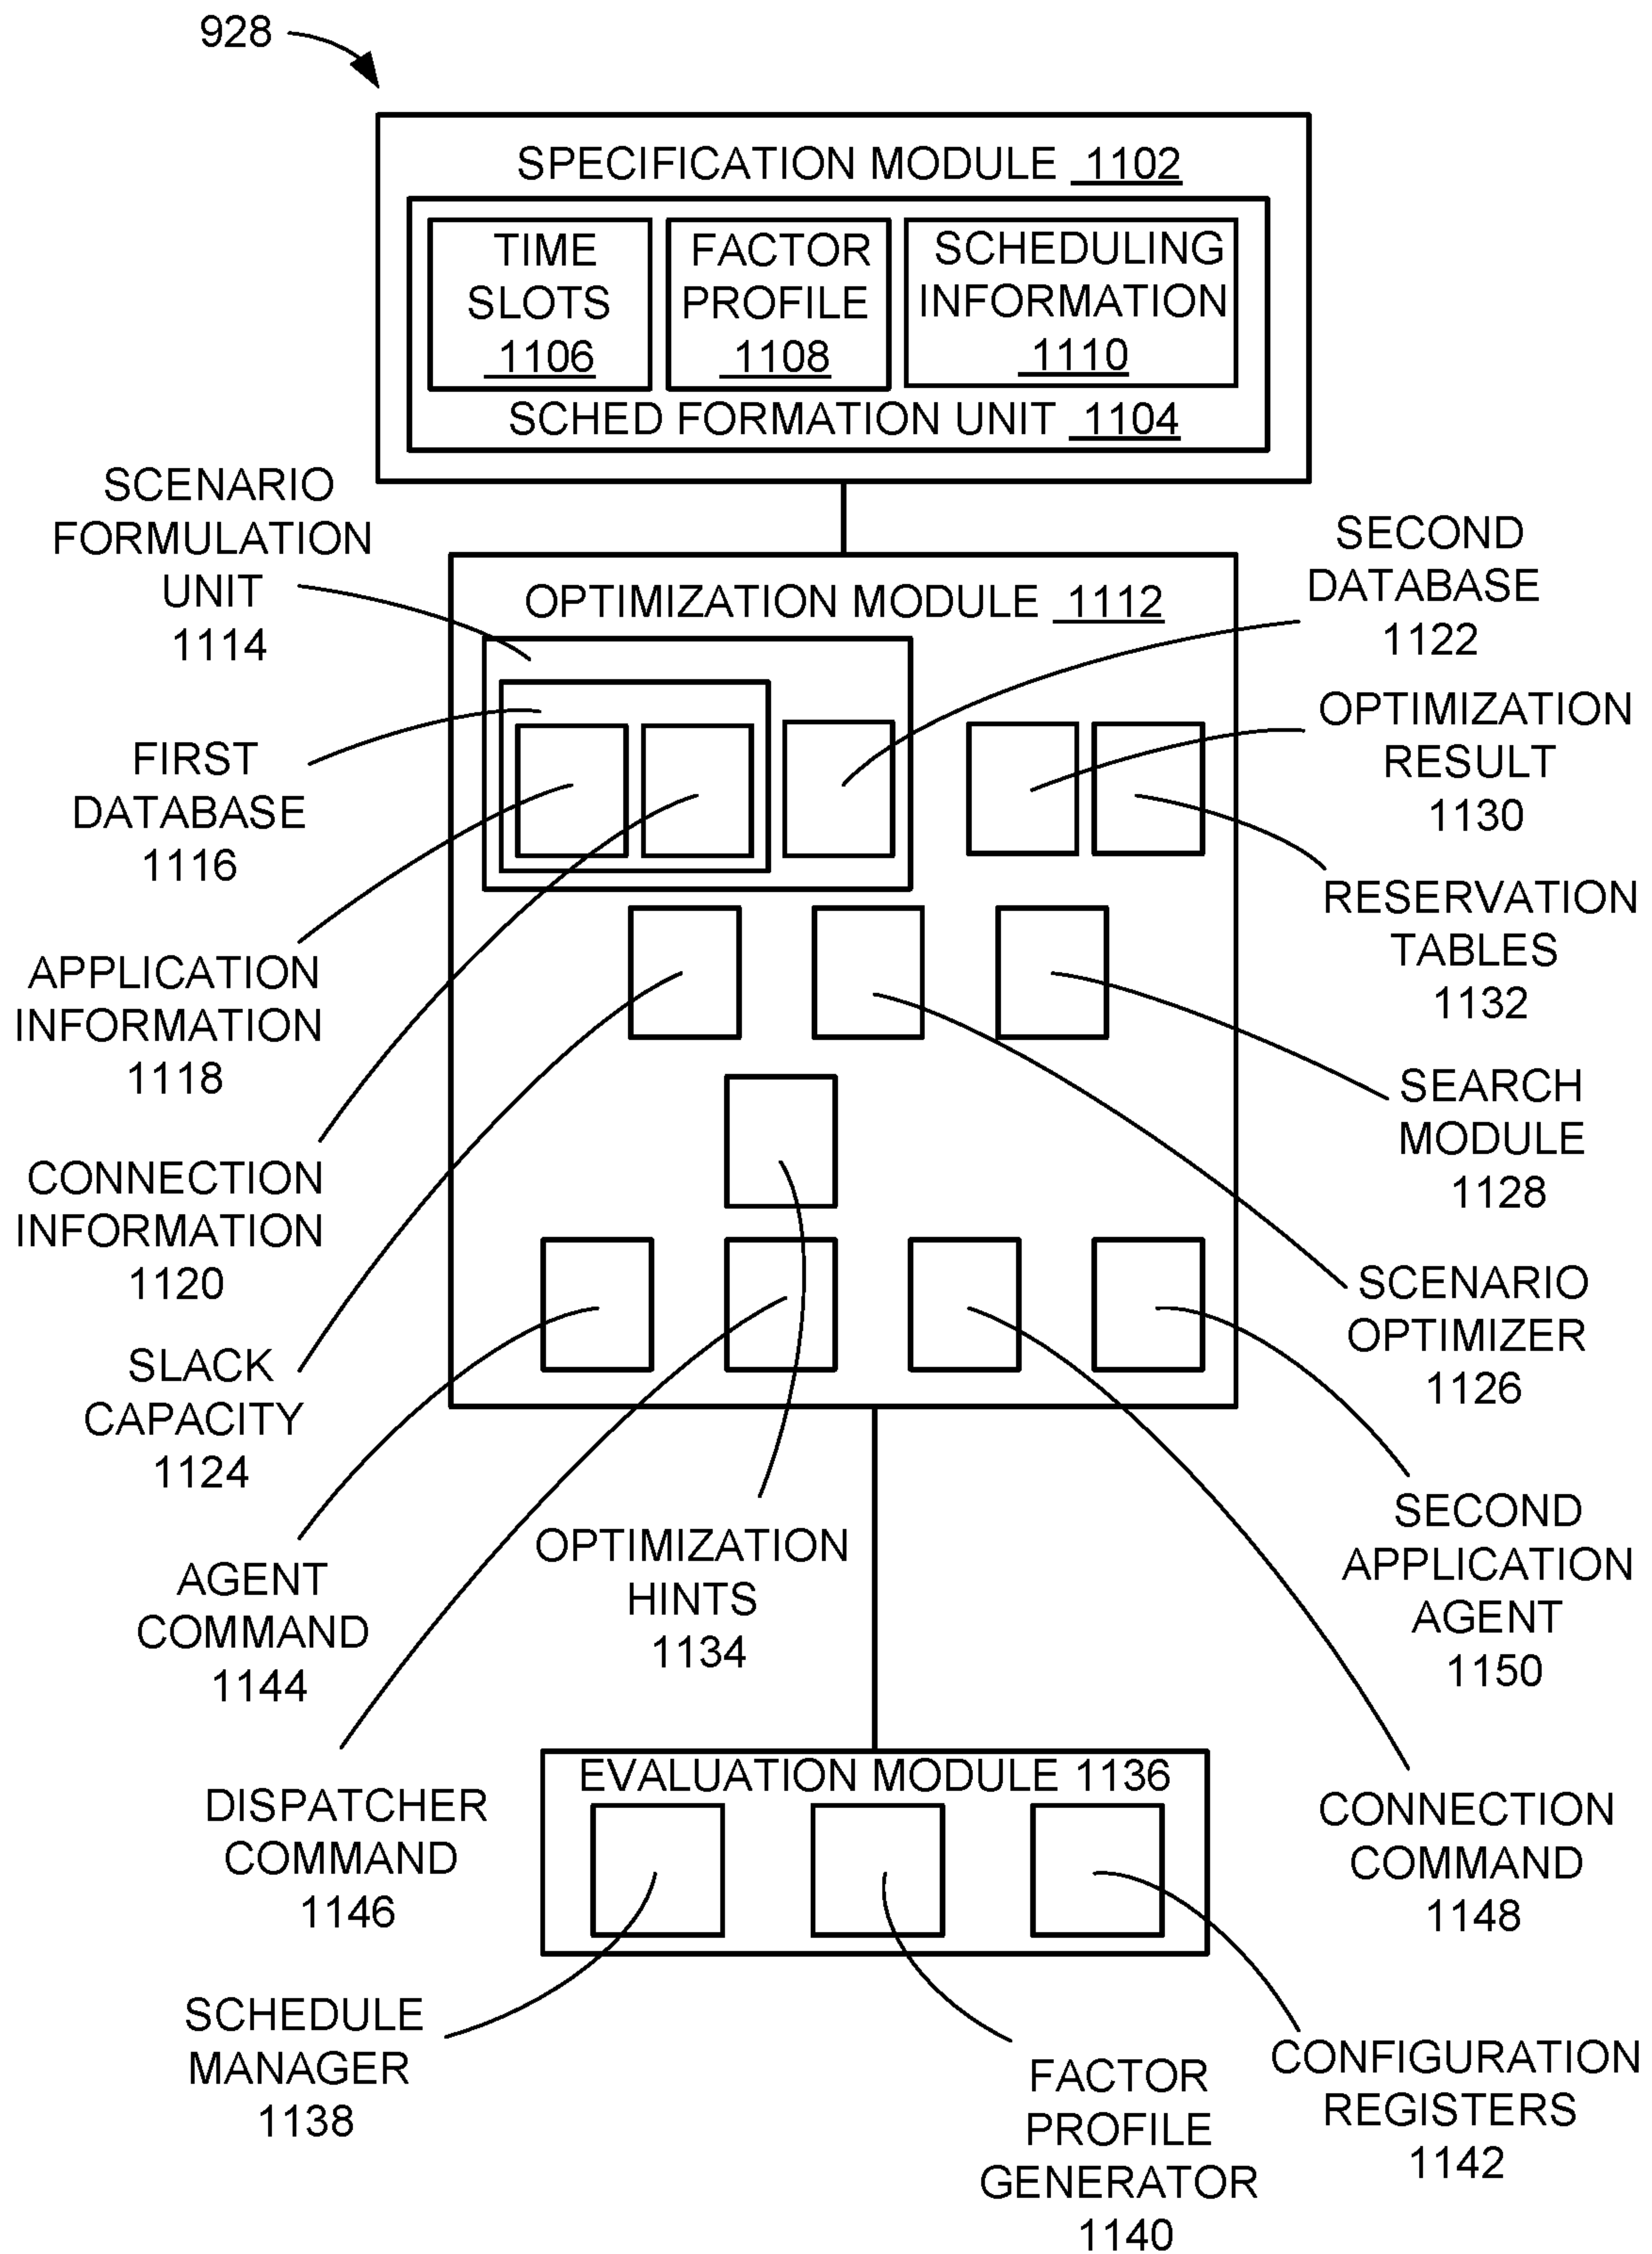 928
SPECIFICATION MODULE 1102
TIME
SLOTS
1106
FACTOR
PROFILE
1108
SCHEDULING
INFORMATION
1110
SCHED FORMATION UNIT 1104
SCENARIO
FORMULATION
UNIT
1114
OPTIMIZATION MODULE 1112
SECOND
DATABASE
1122
FIRST
DATABASE
1116
OPTIMIZATION
RESULT
1130
RESERVATION
TABLES
1132
APPLICATION
INFORMATION
1118
SEARCH
MODULE
1128
CONNECTION
INFORMATION
1120
SCENARIO
OPTIMIZER
1126
SLACK
CAPACITY
1124
OPTIMIZATION
HINTS
1134
SECOND
APPLICATION
AGENT
1150
AGENT
COMMAND
1144
EVALUATION MODULE 1136
DISPATCHER
COMMAND
1146
CONNECTION
COMMAND
1148
SCHEDULE
MANAGER
1138
FACTOR
PROFILE
GENERATOR
1140
CONFIGURATION
REGISTERS
1142